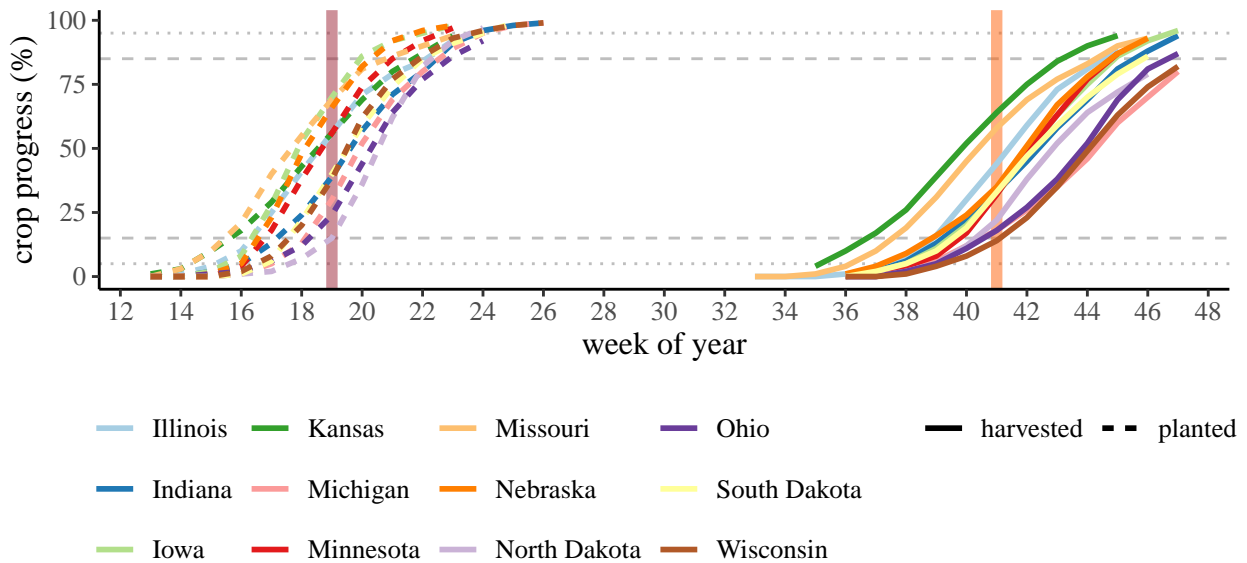 crop progress (%)
100
75
50
25
0
12 14 16 18 20 22 24 26 28 30 32 34 36 38 40 42 44 46 48
week of year
Illinois Kansas Missouri Ohio harvested planted
Indiana Michigan Nebraska South Dakota
Iowa Minnesota North Dakota Wisconsin